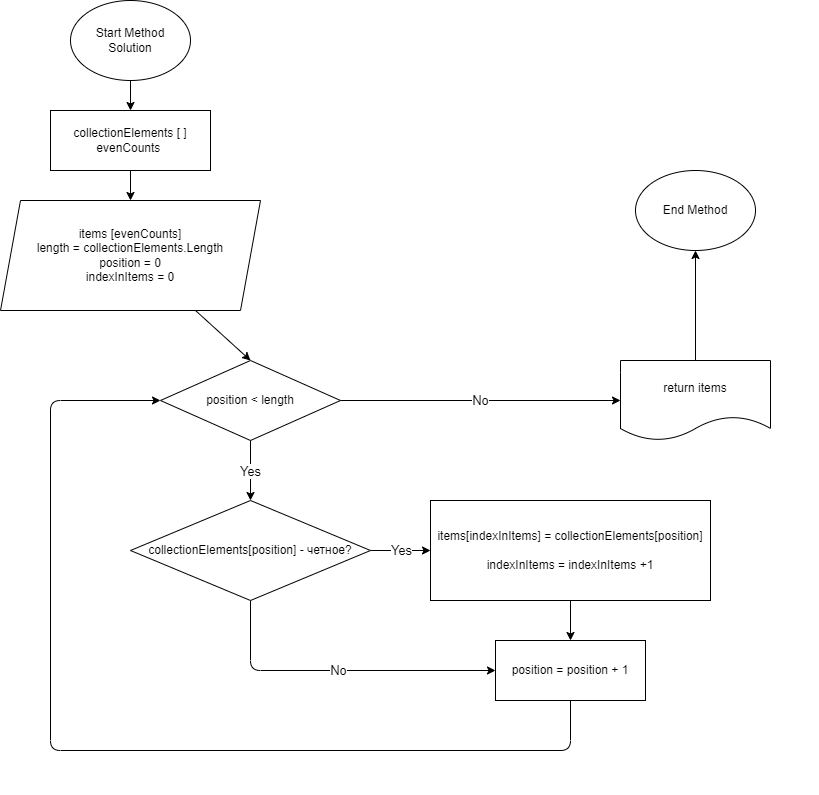 Start Method
Solution
collectionElements [ ]
evenCounts
items [evenCounts]
length = collectionElements.Length
position = 0
indexInItems = 0
End Method
position < length
No
return items
Yes
collectionElements[position] - четное?
Yes
items[indexInItems] = collectionElements[position]
indexInItems = indexInItems +1
No
position = position + 1